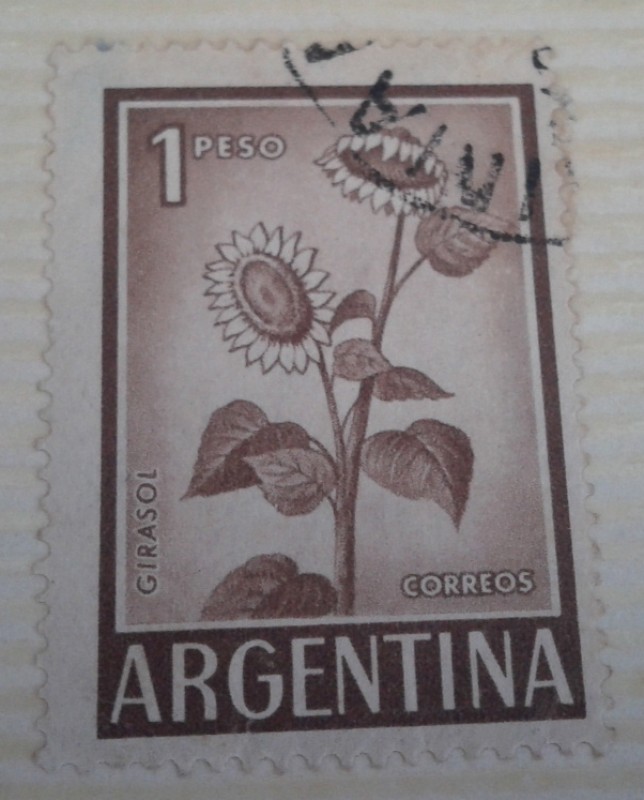 1 PESO
GIRASOL
CORREOS
ARGENTINA